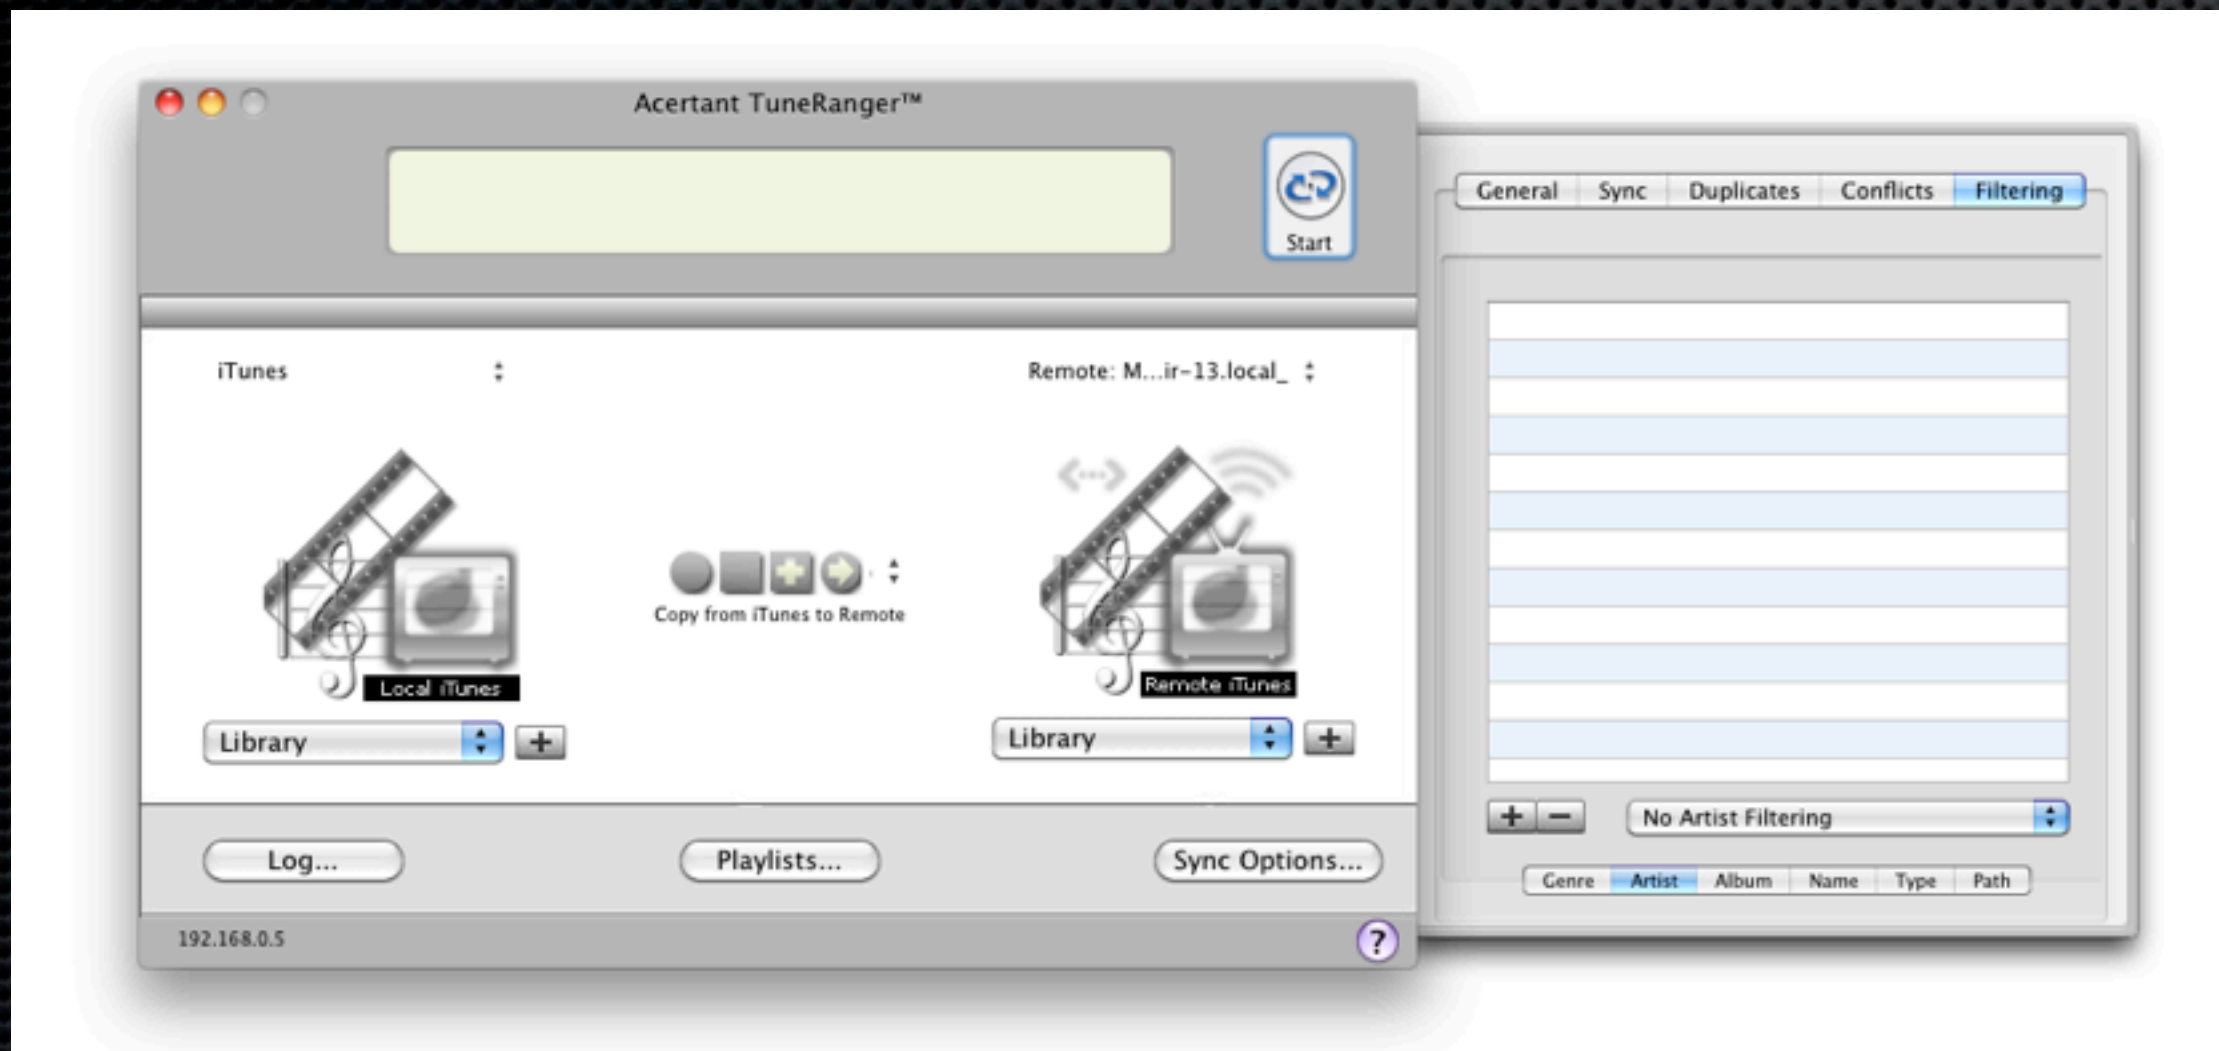 Acertant TuneRanger™
Start
General Sync Duplicates Conflicts Filtering
iTunes
Remote: M...ir-13.local_
Copy from iTunes to Remote
Local iTunes
Remote iTunes
Library
Library
No Artist Filtering
Log...
Playlists...
Sync Options...
Genre Artist Album Name Type Path
192.168.0.5
?